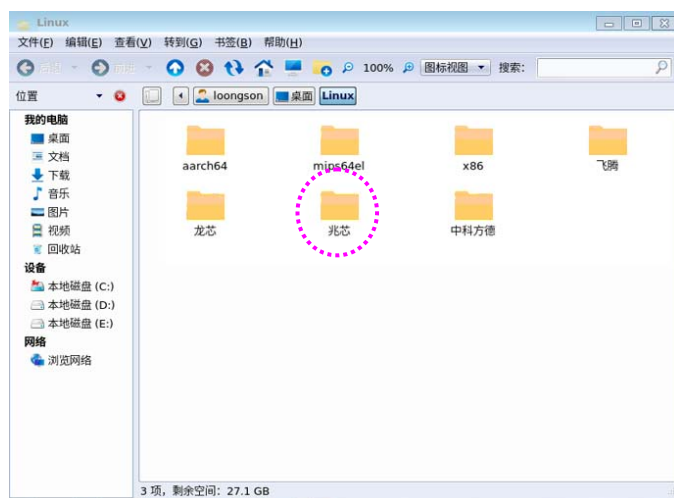 Linux
文件(F) 编辑(E) 查看(V) 转到(G) 书签(B) 帮助(H)
100% 图标视图 搜索:
位置 loongson 桌面 Linux
我的电脑
桌面
文档
下载
音乐
图片
视频
回收站
设备
本地磁盘 (C:)
本地磁盘 (D:)
本地磁盘 (E:)
网络
浏览网络
aarch64 mips64el x86 飞腾
龙芯 兆芯 中科方德
3 项，剩余空间：27.1 GB